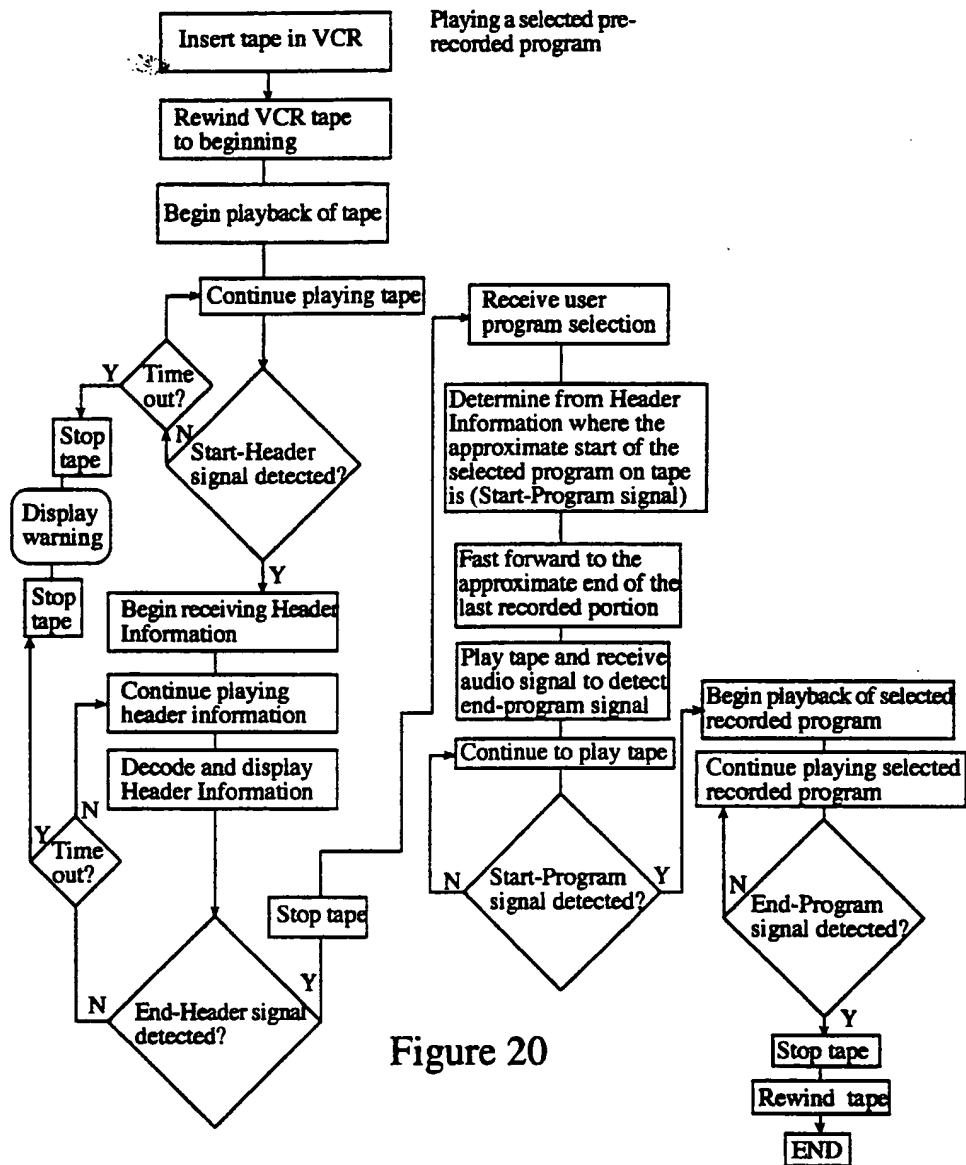 Playing a selected pre-
recorded program
Insert tape in VCR
Rewind VCR tape
to beginning
Begin playback of tape
Continue playing tape
Y
Time
out?
N
Stop
tape
Start-Header
signal detected?
Display
warning
Stop
tape
Y
Begin receiving Header
Information
Continue playing
header information
Decode and display
Header Information
N
Y
Time
out?
Stop tape
N
Y
End-Header signal
detected?
Receive user
program selection
Determine from Header
Information where the
approximate start of the
selected program on tape
is (Start-Program signal)
Fast forward to the
approximate end of the
last recorded portion
Play tape and receive
audio signal to detect
end-program signal
Continue to play tape
N
Start-Program
signal detected?
Y
Begin playback of selected
recorded program
Continue playing selected
recorded program
N
End-Program
signal detected?
Y
Stop tape
Rewind tape
END
Figure 20